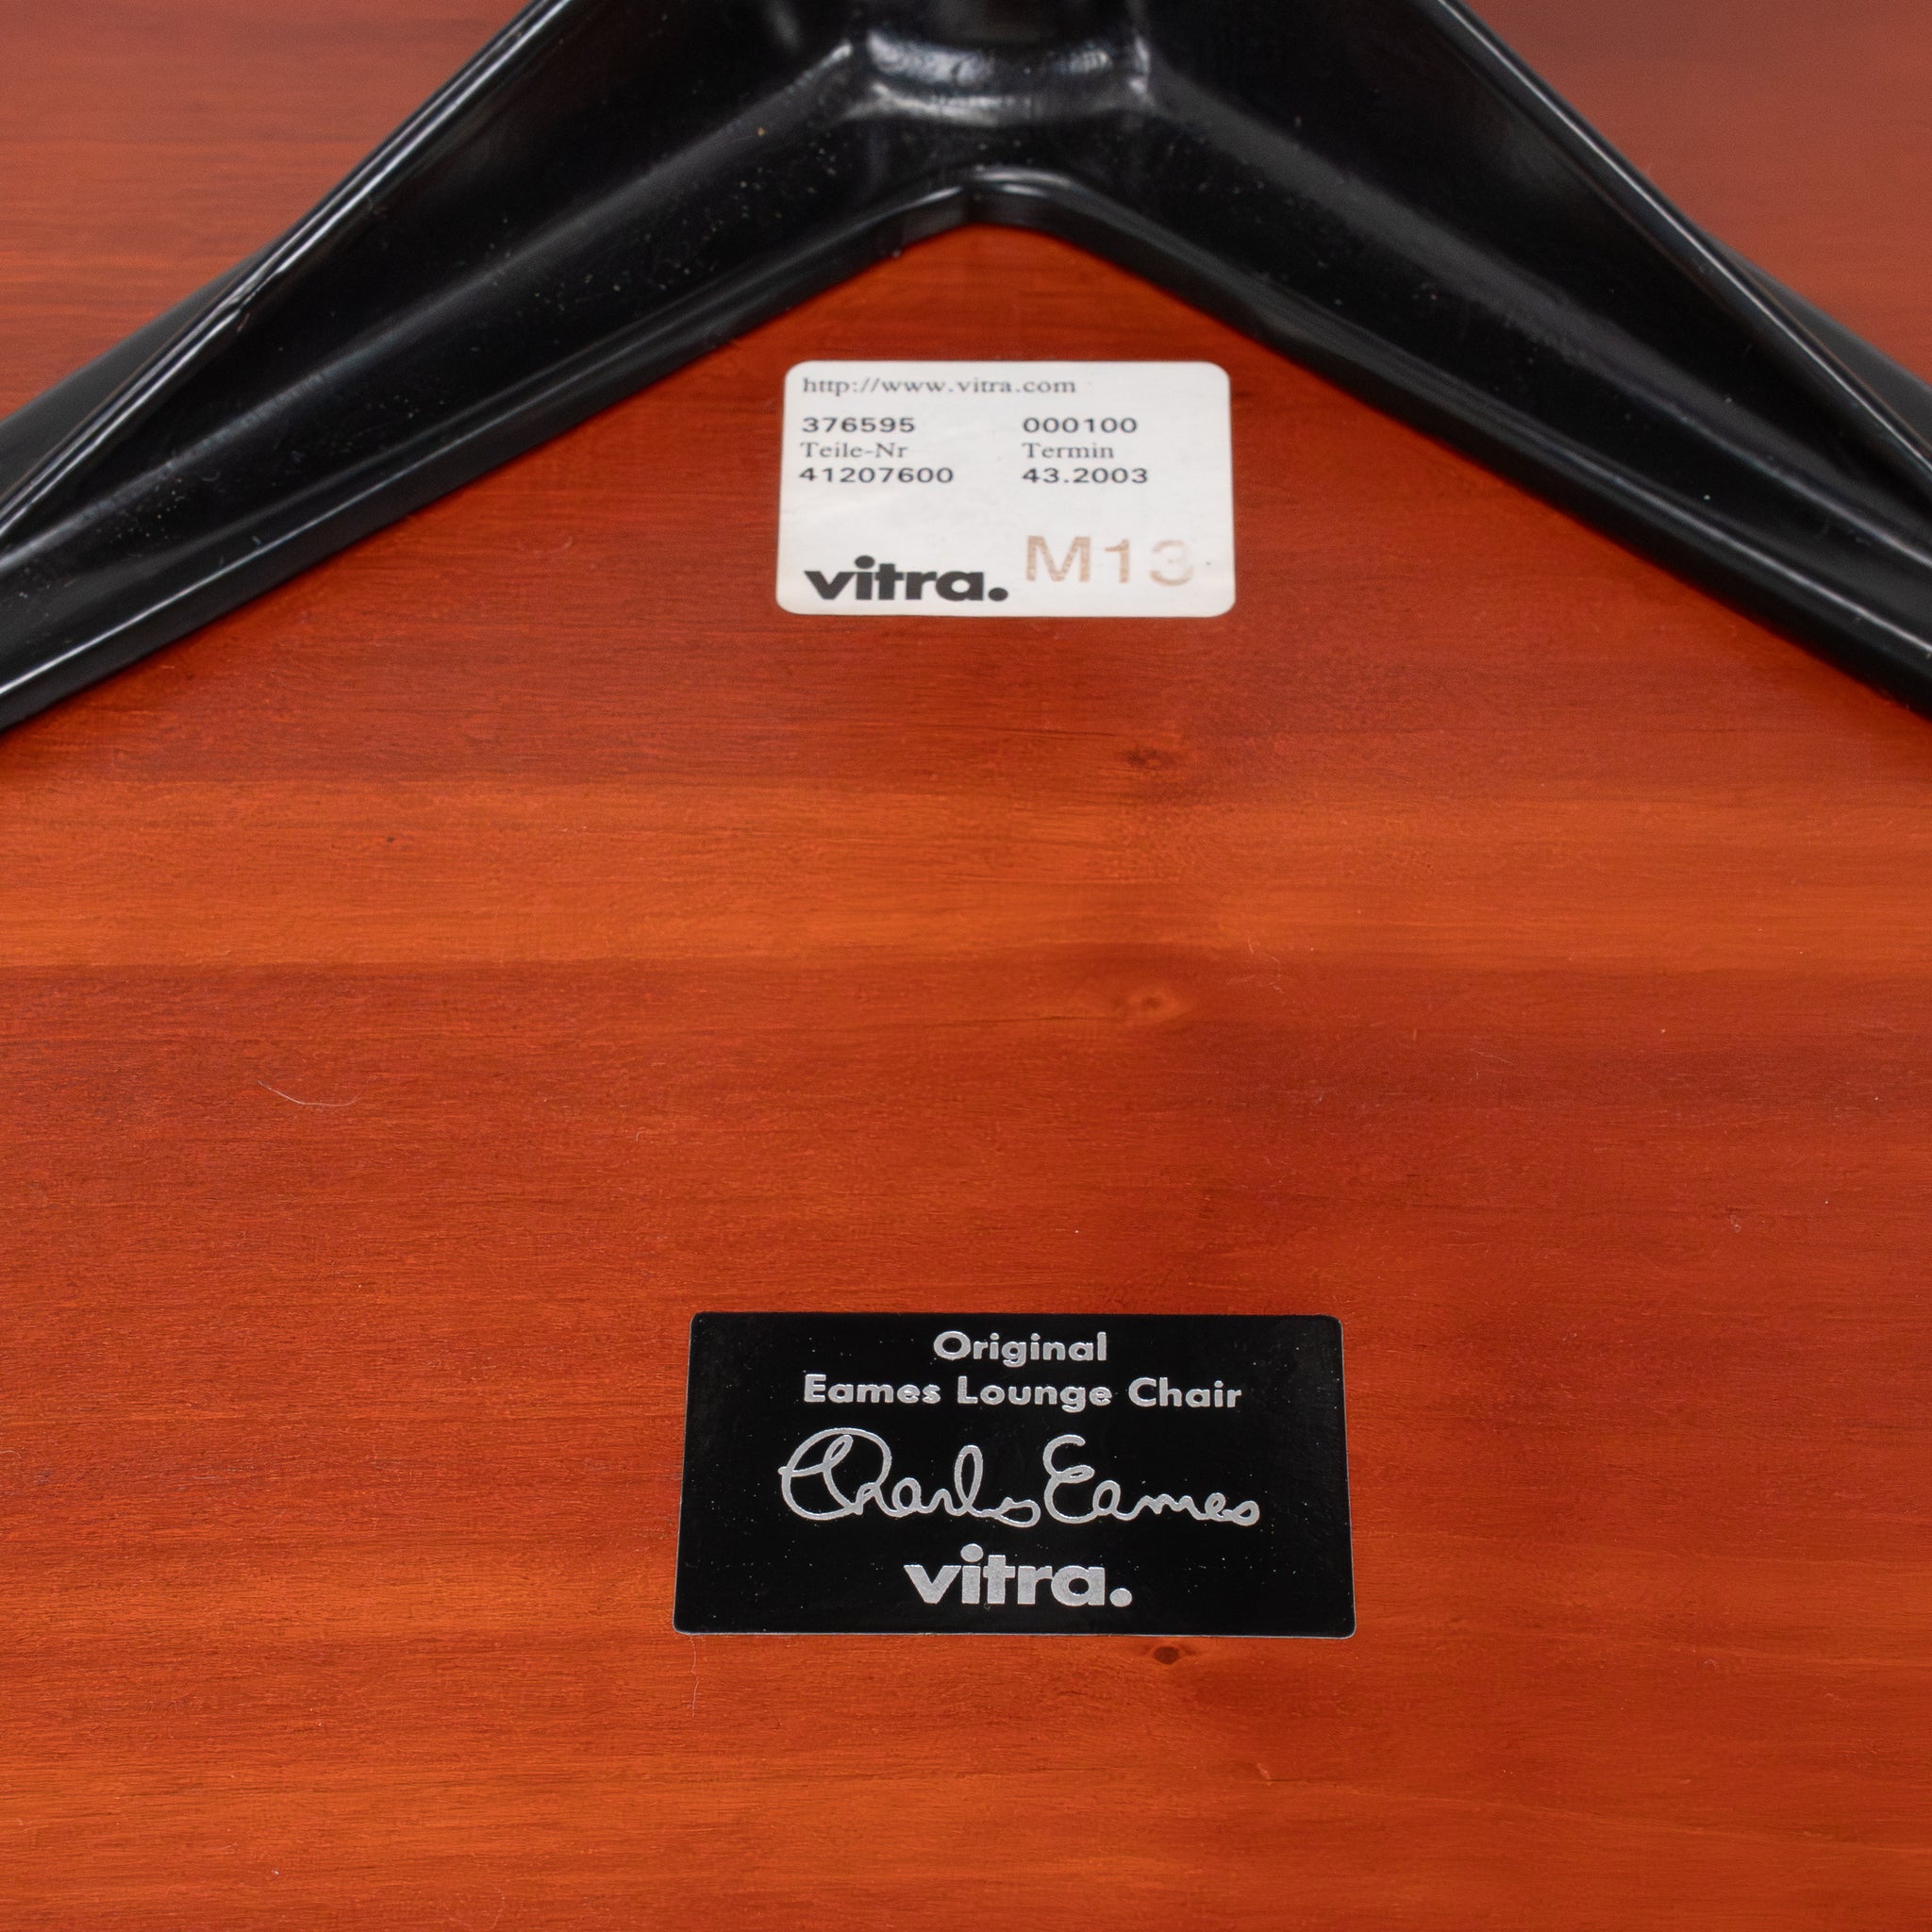 http://www.vitra.com
376595 000100
Teile-Nr Termin
41207600 43.2003
vitra. M13
Original
Eames Lounge Chair
Charles Eames
vitra.